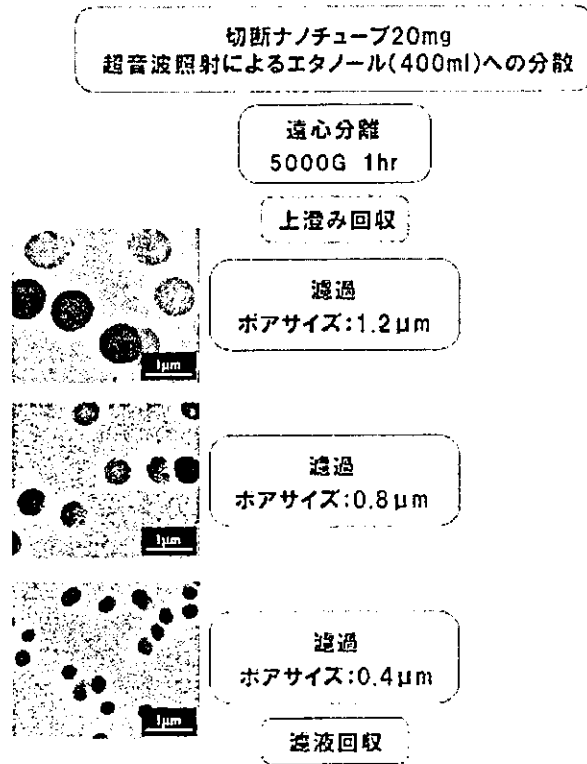 切断ナノチューブ20mg
超音波照射によるエタノール(400ml)への分散
遠心分離
5000G 1hr
上澄み回収
濾過
ポアサイズ:1.2μm
1μm
濾過
ポアサイズ:0.8μm
1μm
濾過
ポアサイズ:0.4μm
1μm
濾液回収